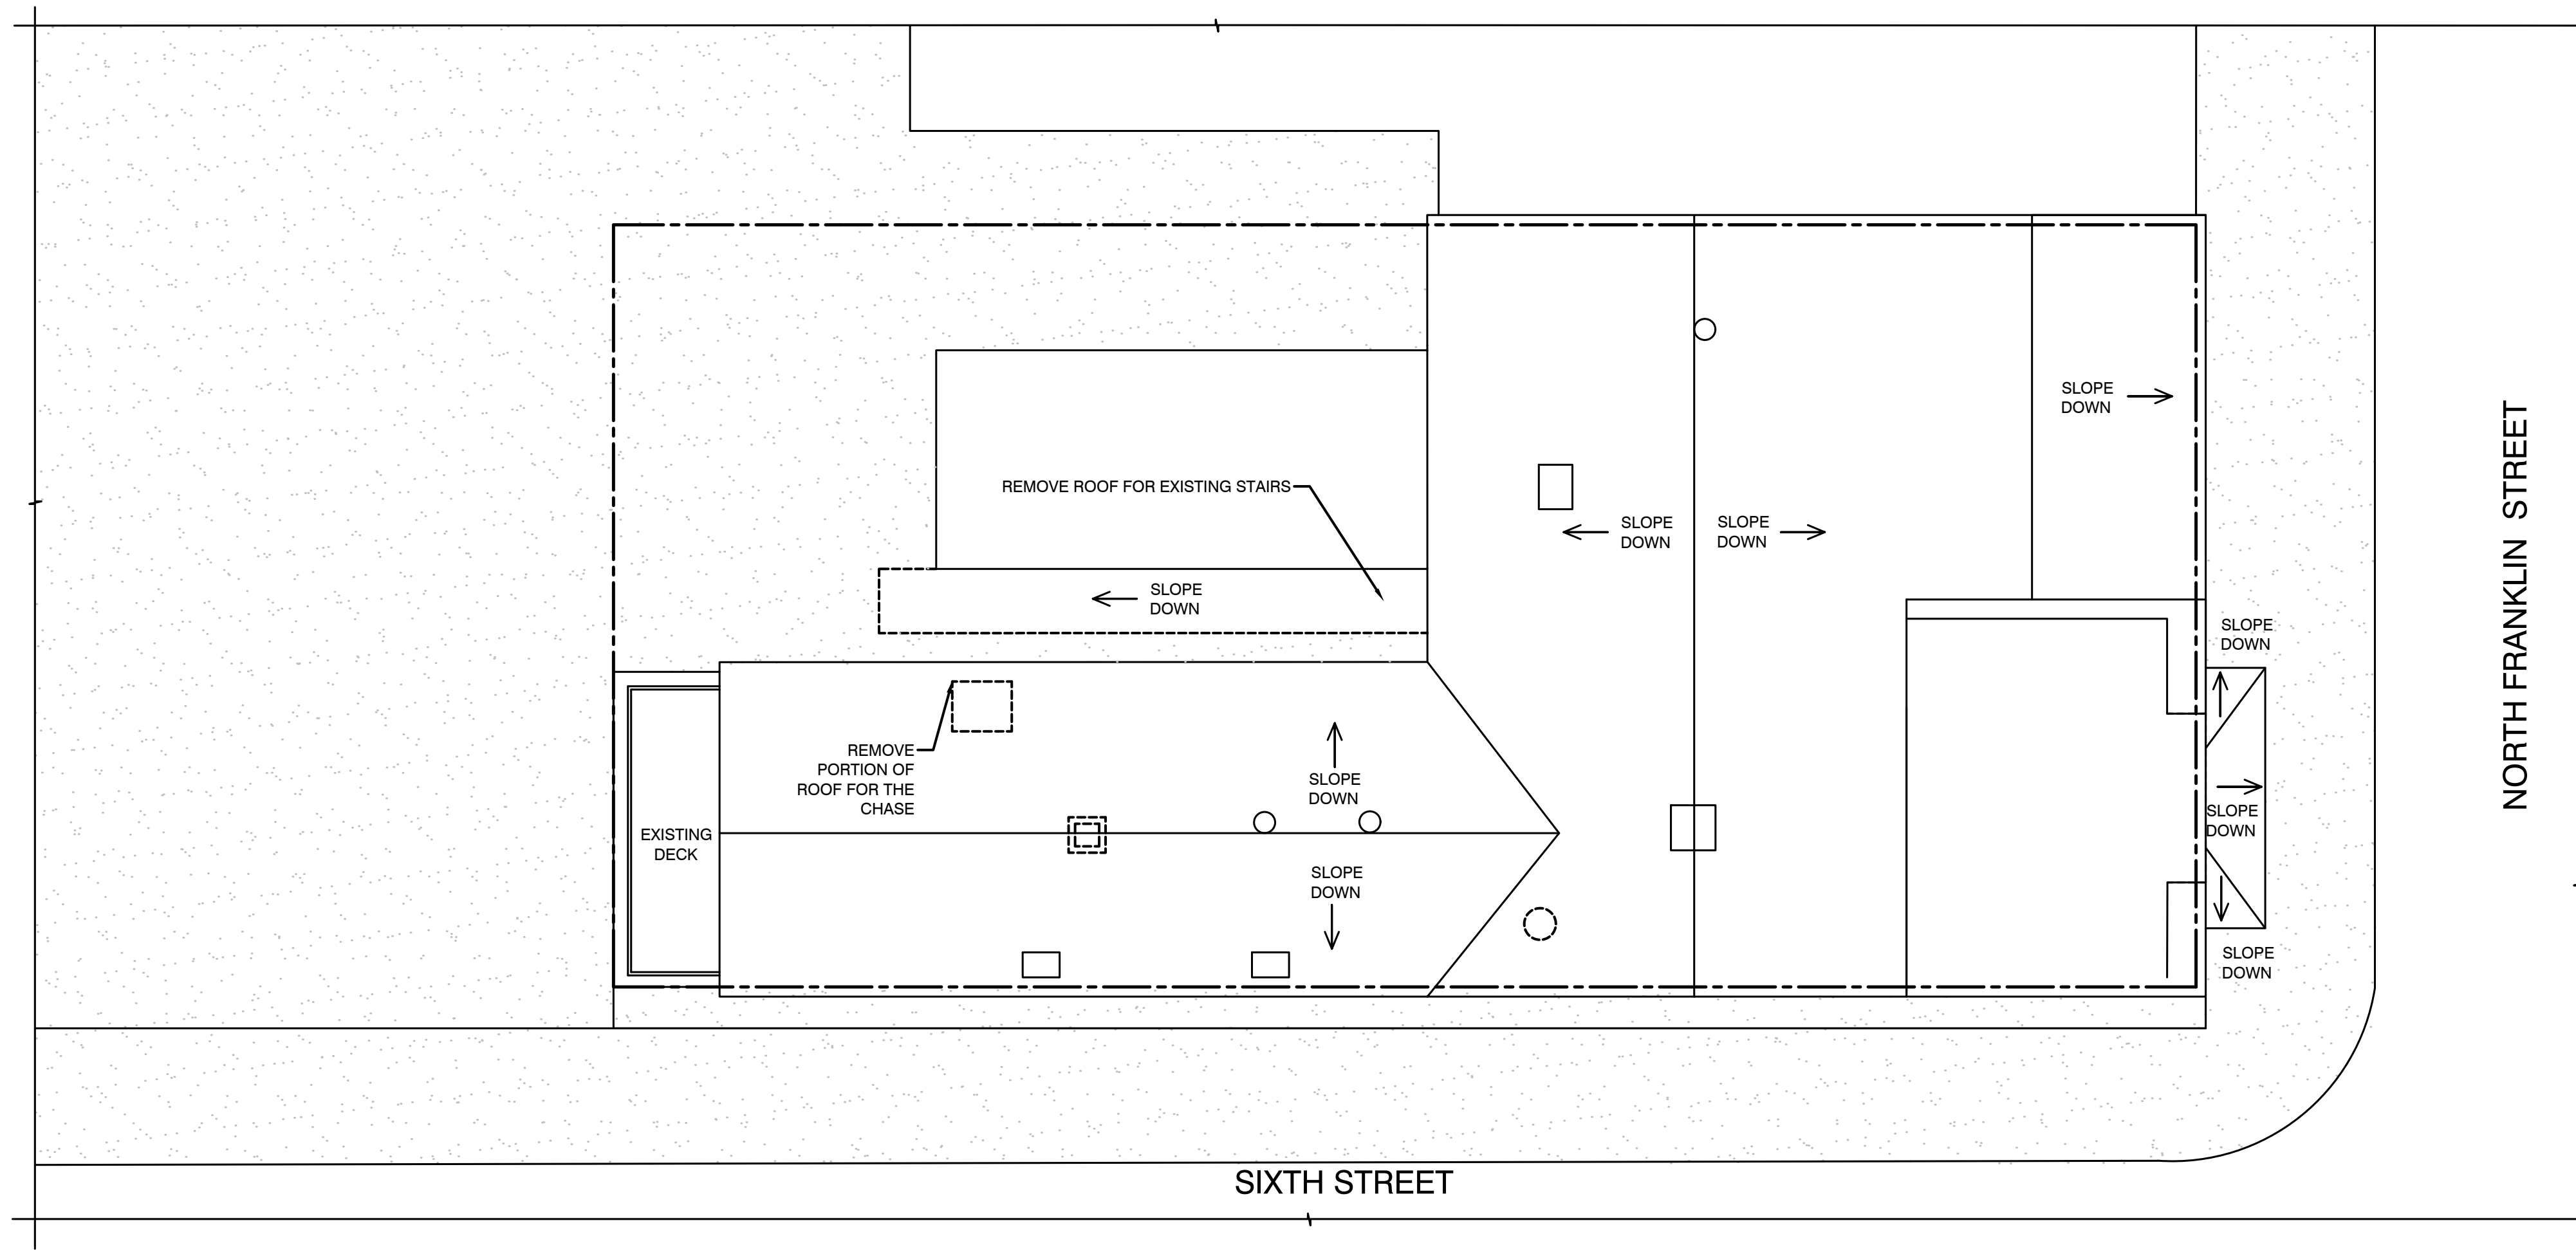 SLOPE
DOWN
REMOVE ROOF FOR EXISTING STAIRS
SLOPE
DOWN
SLOPE
DOWN
SLOPE
DOWN
SLOPE
DOWN
REMOVE
PORTION OF
ROOF FOR THE
CHASE
SLOPE
DOWN
SLOPE
DOWN
EXISTING
DECK
SLOPE
DOWN
SLOPE
DOWN
NORTH FRANKLIN STREET
SIXTH STREET